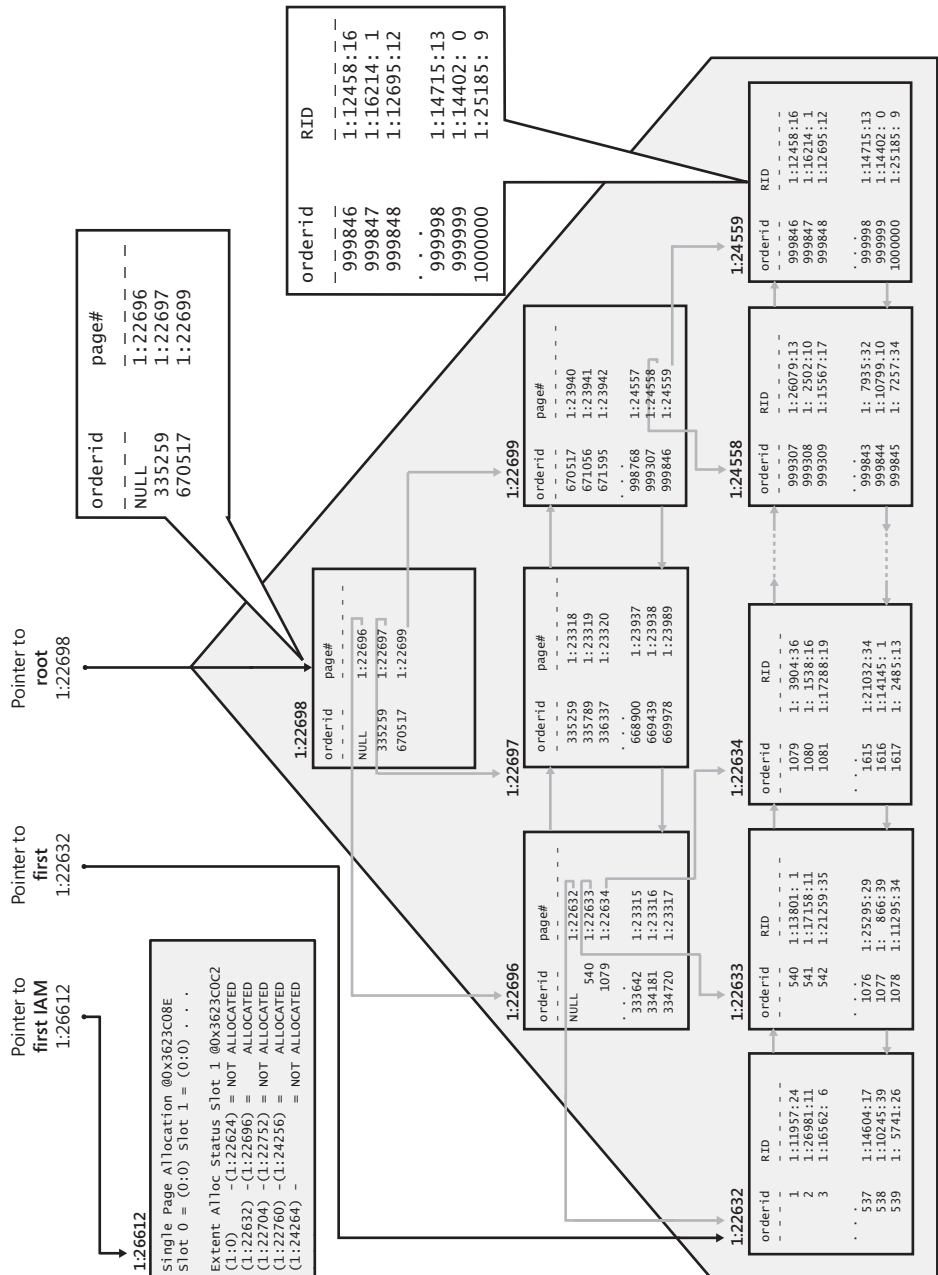 Pointer to
first IAM
1:26612
Pointer to
first
1:22632
Pointer to
root
1:22698
1:26612
Single Page Allocation @0x3623C08E
Slot 0 = (0:0) Slot 1 = (0:0) . . .
Extent Alloc Status Slot 1 @0x3623C0C2
(1:0) -(1:22624) = NOT ALLOCATED
(1:22632) -(1:22696) = ALLOCATED
(1:22704) -(1:22752) = NOT ALLOCATED
(1:22760) -(1:24256) = ALLOCATED
(1:24264) - = NOT ALLOCATED
orderid page#
NULL 1:22696
335259 1:22697
670517 1:22699
1:22698
orderid page#
NULL 1:22696
335259 1:22697
670517 1:22699
orderid RID
999846 1:12458:16
999847 1:16214: 1
999848 1:12695:12
. . .
999998 1:14715:13
999999 1:14402: 0
1000000 1:25185: 9
1:22696
orderid page#
NULL 1:22632
540 1:22633
1079 1:22634
. . .
333642 1:23315
334181 1:23316
334720 1:23317
1:22697
orderid page#
335259 1:23318
335789 1:23319
336337 1:23320
. . .
668900 1:23937
669439 1:23938
669978 1:23989
1:22699
orderid page#
670517 1:23940
671056 1:23941
671595 1:23942
. . .
998768 1:24557
999307 1:24558
999846 1:24559
1:22632
orderid RID
1 1:11957:24
2 1:26981:11
3 1:16562: 6
. . .
537 1:14604:17
538 1:10245:39
539 1: 5741:26
1:22633
orderid RID
540 1:13801: 1
541 1:17158:11
542 1:21259:35
. . .
1076 1:25295:29
1077 1: 866:39
1078 1:11295:34
1:22634
orderid RID
1079 1: 3904:36
1080 1: 1538:16
1081 1:17288:19
. . .
1615 1:21032:34
1616 1:14145: 1
1617 1: 2485:13
1:24558
orderid RID
999307 1:26079:13
999308 1: 2502:10
999309 1:15567:17
. . .
999843 1: 7935:32
999844 1:10799.10
999845 1: 7257:34
1:24559
orderid RID
999846 1:12458:16
999847 1:16214: 1
999848 1:12695:12
. . .
999998 1:14715:13
999999 1:14402: 0
1000000 1:25185: 9